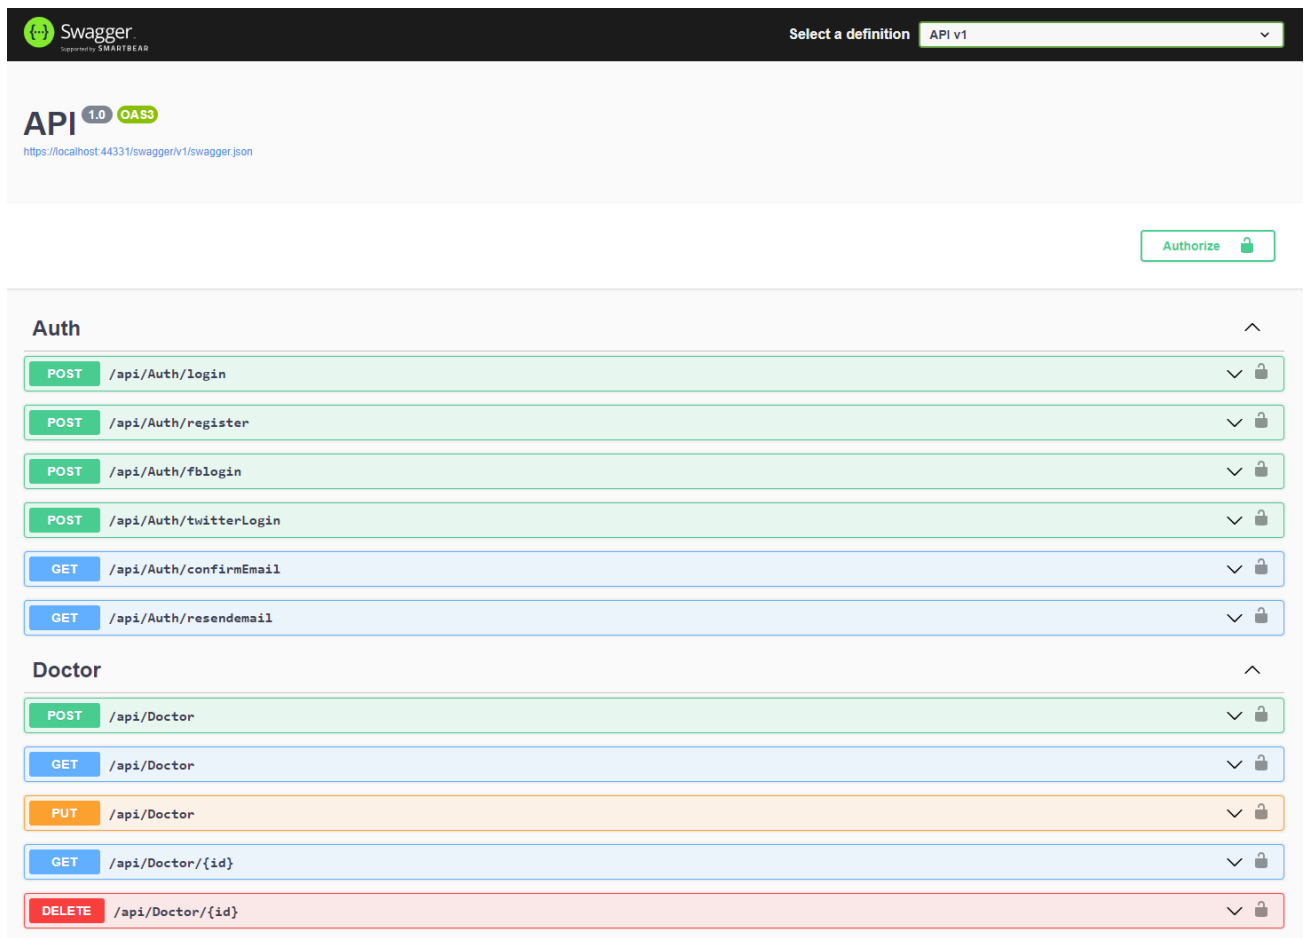 {··} Swagger.
Supported by SMARTBEAR
Select a definition API v1
API 1.0 OAS3
https://localhost:44331/swagger/v1/swagger.json
Authorize
Auth
POST /api/Auth/login
POST /api/Auth/register
POST /api/Auth/fblogin
POST /api/Auth/twitterLogin
GET /api/Auth/confirmEmail
GET /api/Auth/resendemail
Doctor
POST /api/Doctor
GET /api/Doctor
PUT /api/Doctor
GET /api/Doctor/{id}
DELETE /api/Doctor/{id}